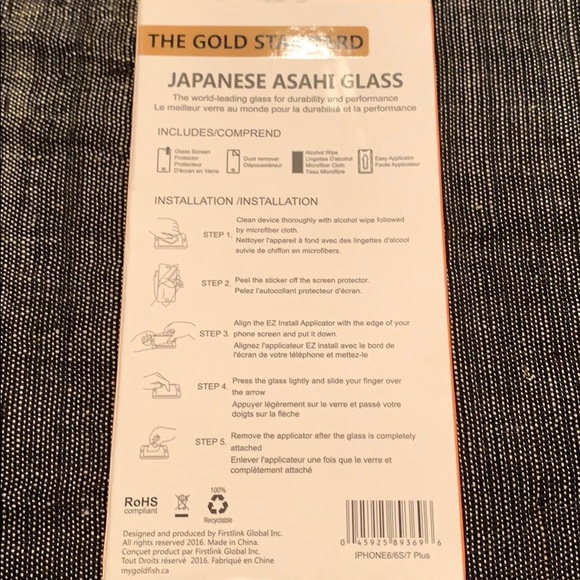 THE GOLD STANDARD
JAPANESE ASAHI GLASS
The world-leading glass for durability and performance
Le meilleur verre au monde pour la durabilité et la performance
INCLUDES/COMPREND
Glass Screen
Protector
Protecteur
D'écran en Verre
Dust remover
Dépoussiéreur
Alcohol Wipe
Lingettes D'alcohol
Microfiber Cloth
Tissu Microfibre
Easy Applicator
Facile Applicateur
INSTALLATION /INSTALLATION
STEP 1. Clean device thoroughly with alcohol wipe followed
by microfiber cloth.
Nettoyer l'appareil à fond avec des lingettes d'alcool
suivie de chiffon en microfibers.
STEP 2. Peel the sticker off the screen protector.
Pelez l'autocollant protecteur d'écran.
STEP 3. Align the EZ Install Applicator with the edge of your
phone screen and put it down.
Alignez l'applicateur EZ install avec le bord de
l'écran de votre téléphone et mettez-le
STEP 4. Press the glass lightly and slide your finger over
the arrow
Appuyer légèrement sur le verre et passé votre
doigts sur la flèche
STEP 5. Remove the applicator after the glass is completely
attached
Enlever l'applicateur une fois que le verre et
complètement attaché
RoHS
compliant
100%
Recyclable
Designed and produced by Firstlink Global Inc.
All rights reserved 2016. Made in China.
Conçuet product par Firstlink Global Inc.
Tous droits réservé 2016. Fabriqué en Chine
mygoldfish.ca
0 45925 89369 6
IPHONE6/6S/7 Plus